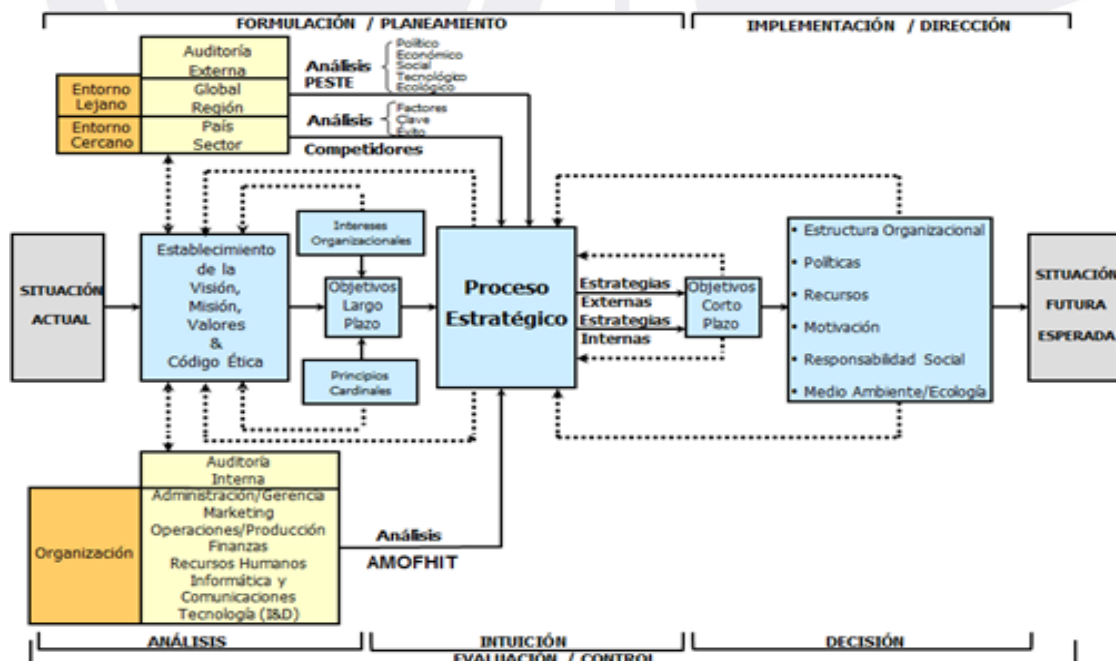 FORMULACIÓN / PLANEAMIENTO
IMPLEMENTACIÓN / DIRECCIÓN
Auditoría
Externa
Entorno
Lejano
Global
Región
Entorno
Cercano
País
Sector
Análisis
PESTE
Político
Económico
Social
Tecnológico
Ecológico
Análisis
Competidores
Factores
Clave
Éxito
SITUACIÓN
ACTUAL
Establecimiento
de la
Visión,
Misión,
Valores
&
Código Ética
Intereses
Organizacionales
Objetivos
Largo
Plazo
Principios
Cardinales
Proceso
Estratégico
Estrategias
Externas
Estrategias
Internas
Objetivos
Corto
Plazo
• Estructura Organizacional
• Políticas
• Recursos
• Motivación
• Responsabilidad Social
• Medio Ambiente/Ecología
SITUACIÓN
FUTURA
ESPERADA
Auditoría
Interna
Organización
Administración/Gerencia
Marketing
Operaciones/Producción
Finanzas
Recursos Humanos
Informática y
Comunicaciones
Tecnología (I&D)
Análisis
AMOFHIT
ANÁLISIS
INTUICIÓN
DECISIÓN
EVALUACIÓN / CONTROL